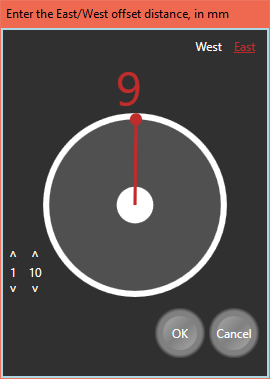 Enter the East/West offset distance, in mm
West East
9
^ ^
1 10
v v
OK Cancel